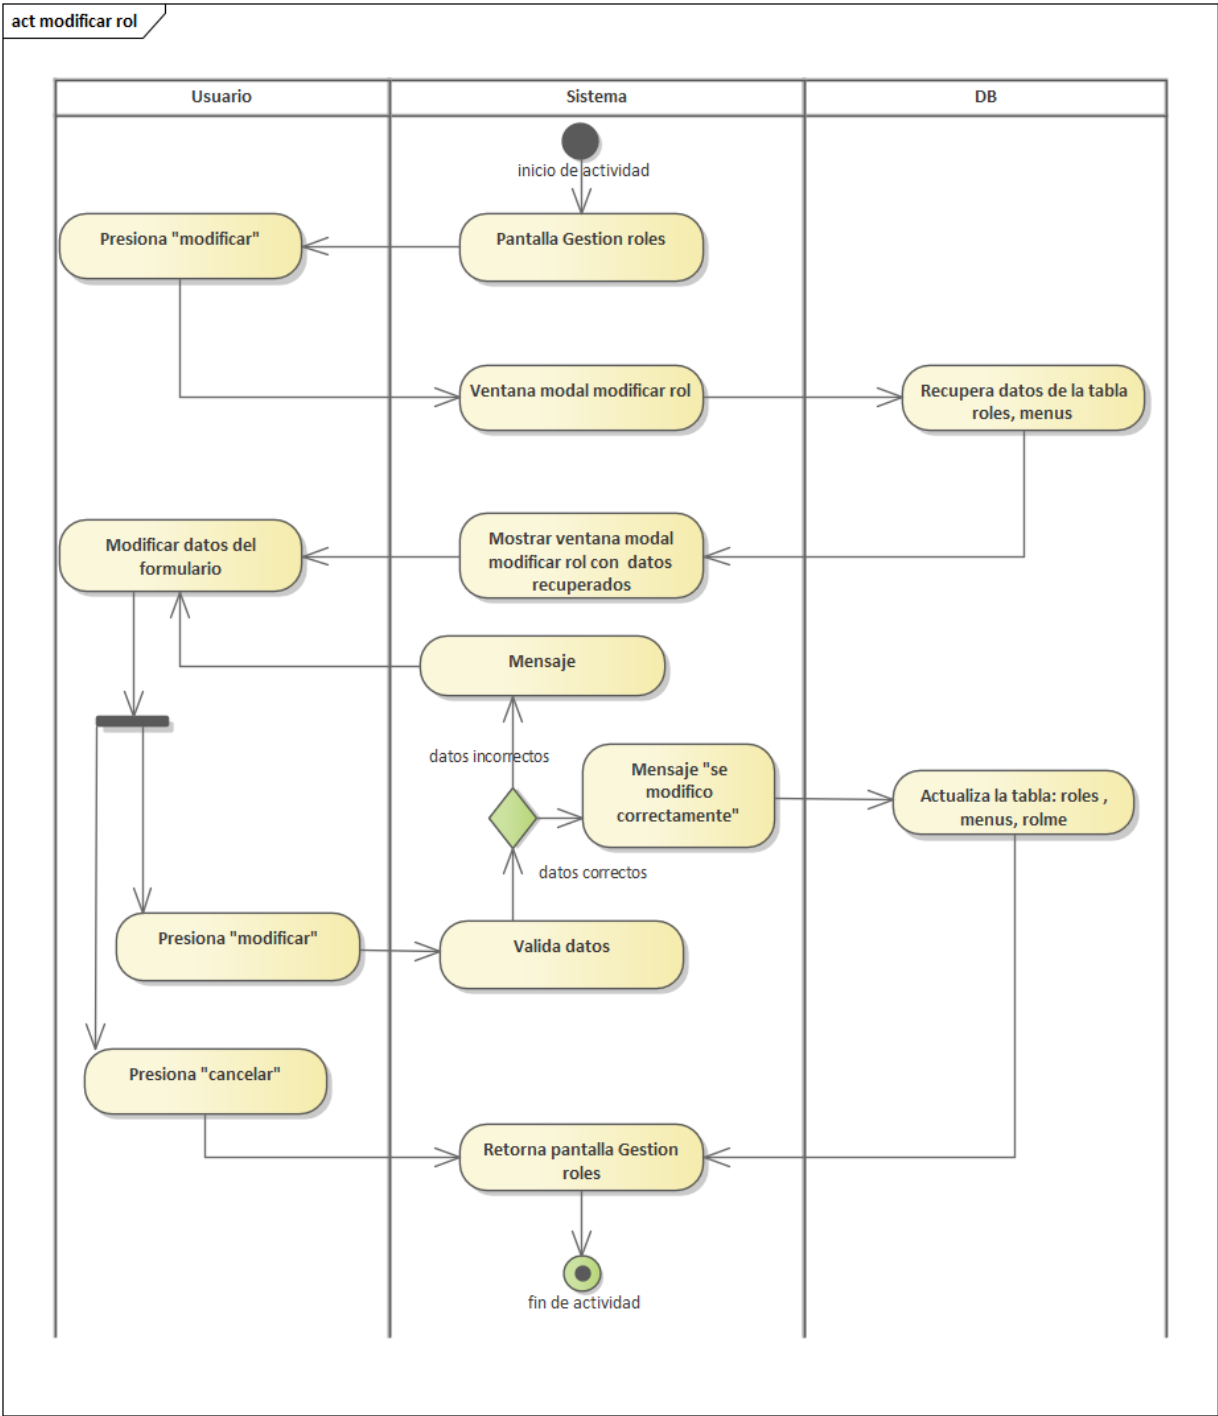 act modificar rol
Usuario
Sistema
DB
inicio de actividad
Presiona "modificar"
Pantalla Gestion roles
Ventana modal modificar rol
Recupera datos de la tabla
roles, menus
Modificar datos del
formulario
Mostrar ventana modal
modificar rol con datos
recuperados
Mensaje
datos incorrectos
Mensaje "se
modifico
correctamente"
Actualiza la tabla: roles ,
menus, rolme
datos correctos
Presiona "modificar"
Valida datos
Presiona "cancelar"
Retorna pantalla Gestion
roles
fin de actividad